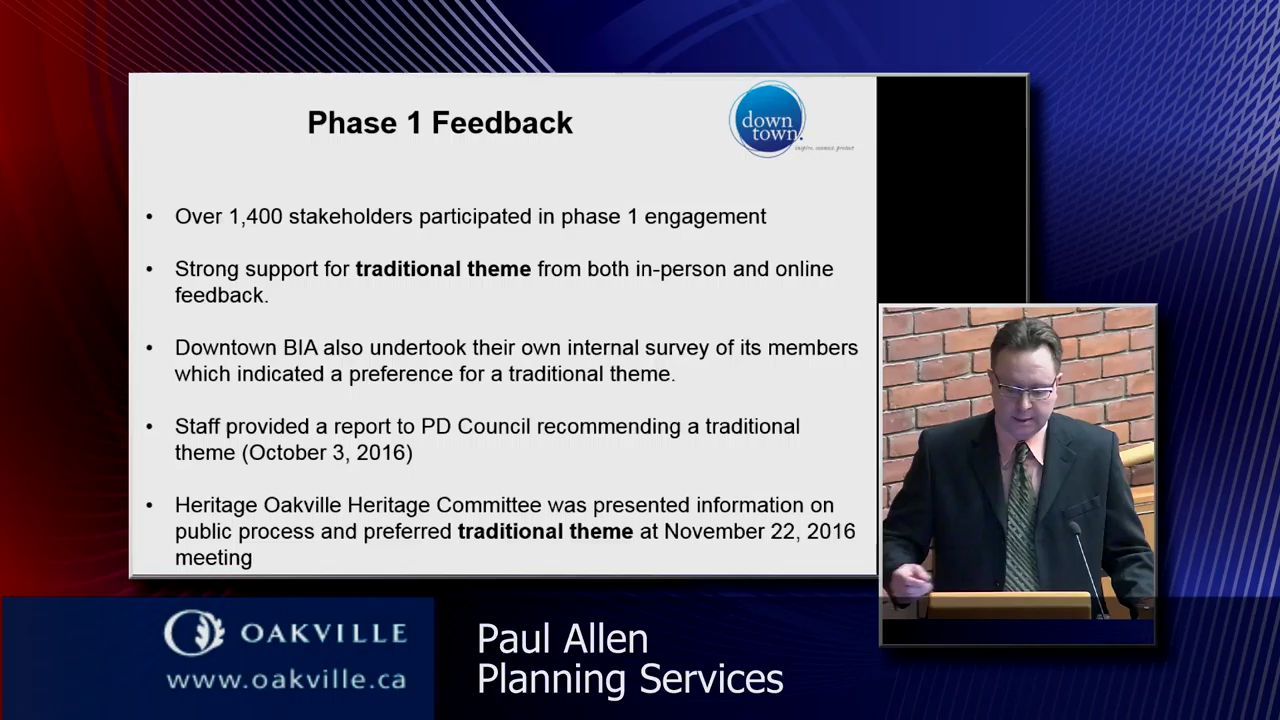 Phase 1 Feedback
down
town.
• Over 1,400 stakeholders participated in phase 1 engagement
• Strong support for traditional theme from both in-person and online
feedback.
• Downtown BIA also undertook their own internal survey of its members
which indicated a preference for a traditional theme.
• Staff provided a report to PD Council recommending a traditional
theme (October 3, 2016)
• Heritage Oakville Heritage Committee was presented information on
public process and preferred traditional theme at November 22, 2016
meeting
OAKVILLE
www.oakville.ca
Paul Allen
Planning Services